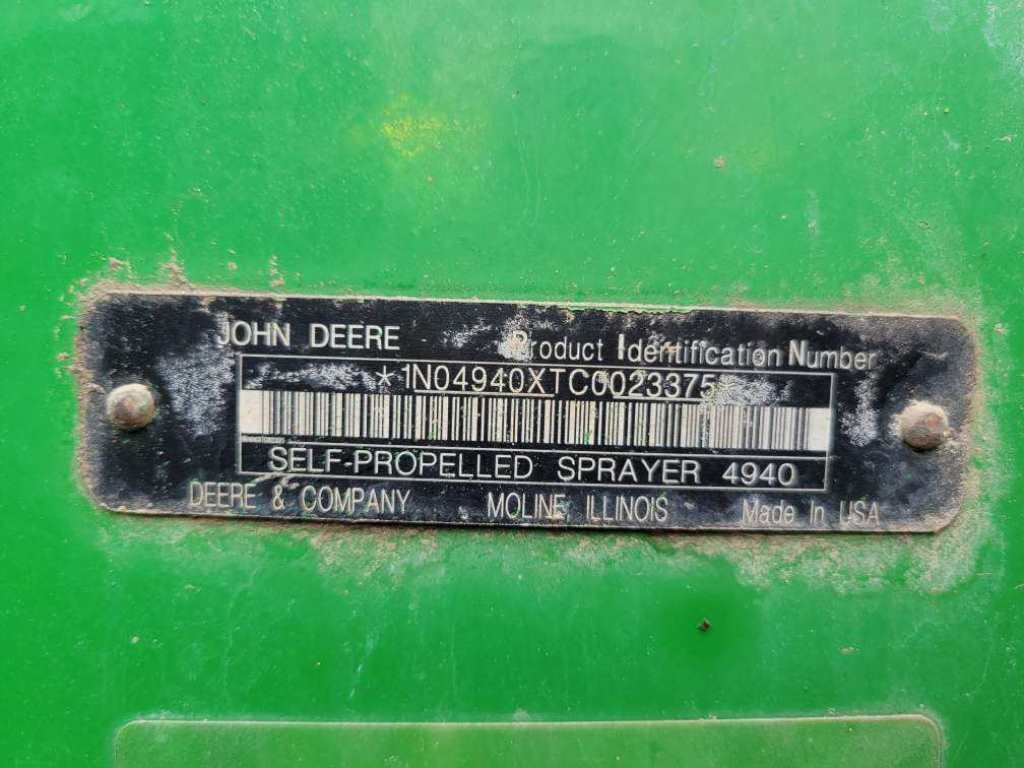 JOHN DEERE Product Identification Number
*1N04940XTC0023375*
SELF-PROPELLED SPRAYER 4940
DEERE & COMPANY MOLINE, ILLINOIS Made In USA